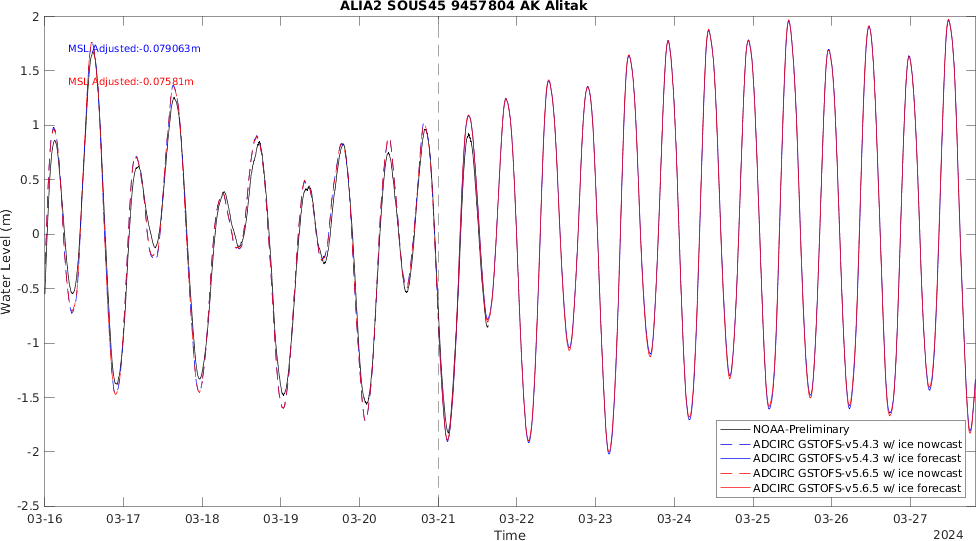 ALIA2 SOUS45 9457804 AK Alitak
2
1.5
1
0.5
0
-0.5
-1
-1.5
-2
-2.5
Water Level (m)
MSL Adjusted:-0.079063m
MSL Adjusted:-0.07581m
NOAA-Preliminary
ADCIRC GSTOFS-v5.4.3 w/ ice nowcast
ADCIRC GSTOFS-v5.4.3 w/ ice forecast
ADCIRC GSTOFS-v5.6.5 w/ ice nowcast
ADCIRC GSTOFS-v5.6.5 w/ ice forecast
03-16 03-17 03-18 03-19 03-20 03-21 03-22 03-23 03-24 03-25 03-26 03-27
Time
2024